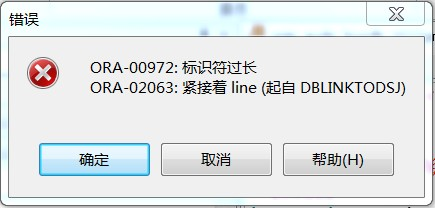 错误
ORA-00972: 标识符过长
ORA-02063: 紧接着 line (起自 DBLINKTODSJ)
确定
取消
帮助(H)